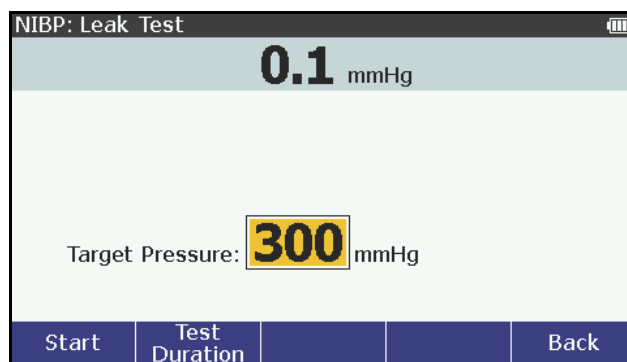 NIBP: Leak Test
0.1 mmHg
Target Pressure: 300 mmHg
Start
Test
Duration
Back